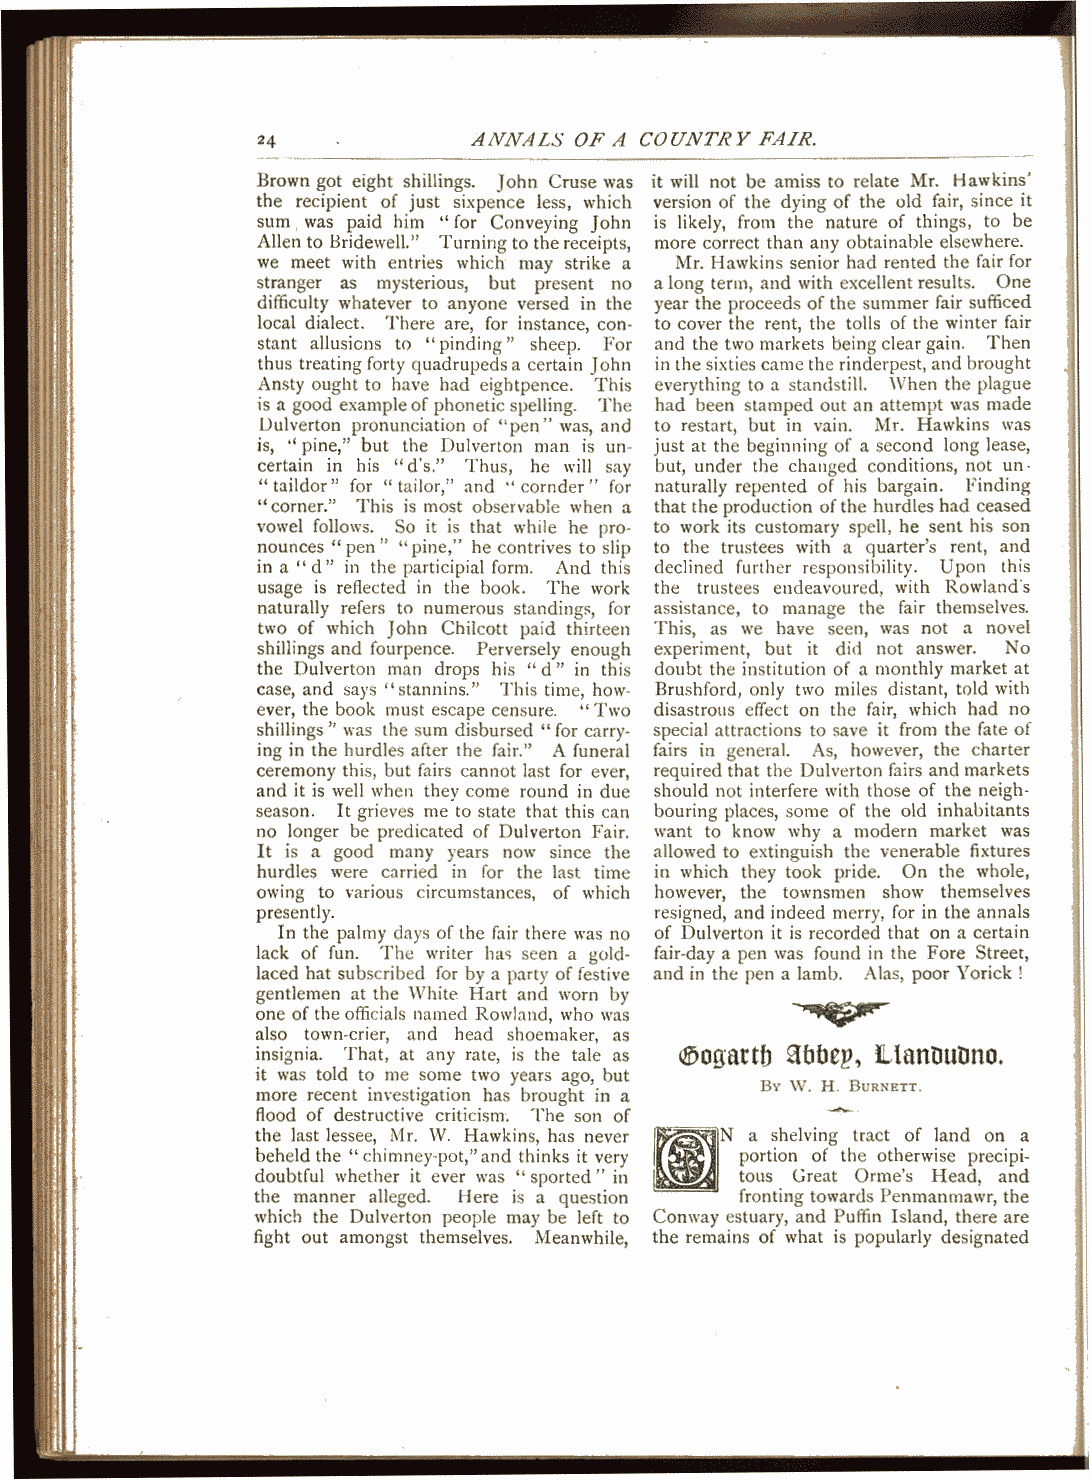 24
ANNALS OF A COUNTRY FAIR.
Brown got eight shillings. John Cruse was
the recipient of just sixpence less, which
sum was paid him "for Conveying John
Allen to Bridewell." Turning to the receipts,
we meet with entries which may strike a
stranger as mysterious, but present no
difficulty whatever to anyone versed in the
local dialect. There are, for instance, con-
stant allusions to "pinding" sheep. For
thus treating forty quadrupeds a certain John
Ansty ought to have had eightpence. This
is a good example of phonetic spelling. The
Dulverton pronunciation of "pen" was, and
is, "pine," but the Dulverton man is un-
certain in his "d's." Thus, he will say
"taildor" for "tailor," and "cornder" for
"corner." This is most observable when a
vowel follows. So it is that while he pro-
nounces "pen" "pine," he contrives to slip
in a "d" in the participial form. And this
usage is reflected in the book. The work
naturally refers to numerous standings, for
two of which John Chilcott paid thirteen
shillings and fourpence. Perversely enough
the Dulverton man drops his "d" in this
case, and says "stannins." This time, how-
ever, the book must escape censure. "Two
shillings" was the sum disbursed "for carry-
ing in the hurdles after the fair." A funeral
ceremony this, but fairs cannot last for ever,
and it is well when they come round in due
season. It grieves me to state that this can
no longer be predicated of Dulverton Fair.
It is a good many years now since the
hurdles were carried in for the last time
owing to various circumstances, of which
presently.
In the palmy days of the fair there was no
lack of fun. The writer has seen a gold-
laced hat subscribed for by a party of festive
gentlemen at the White Hart and worn by
one of the officials named Rowland, who was
also town-crier, and head shoemaker, as
insignia. That, at any rate, is the tale as
it was told to me some two years ago, but
more recent investigation has brought in a
flood of destructive criticism. The son of
the last lessee, Mr. W. Hawkins, has never
beheld the "chimney-pot," and thinks it very
doubtful whether it ever was "sported" in
the manner alleged. Here is a question
which the Dulverton people may be left to
fight out amongst themselves. Meanwhile,
it will not be amiss to relate Mr. Hawkins'
version of the dying of the old fair, since it
is likely, from the nature of things, to be
more correct than any obtainable elsewhere.
Mr. Hawkins senior had rented the fair for
a long term, and with excellent results. One
year the proceeds of the summer fair sufficed
to cover the rent, the tolls of the winter fair
and the two markets being clear gain. Then
in the sixties came the rinderpest, and brought
everything to a standstill. When the plague
had been stamped out an attempt was made
to restart, but in vain. Mr. Hawkins was
just at the beginning of a second long lease,
but, under the changed conditions, not un-
naturally repented of his bargain. Finding
that the production of the hurdles had ceased
to work its customary spell, he sent his son
to the trustees with a quarter's rent, and
declined further responsibility. Upon this
the trustees endeavoured, with Rowland's
assistance, to manage the fair themselves.
This, as we have seen, was not a novel
experiment, but it did not answer. No
doubt the institution of a monthly market at
Brushford, only two miles distant, told with
disastrous effect on the fair, which had no
special attractions to save it from the fate of
fairs in general. As, however, the charter
required that the Dulverton fairs and markets
should not interfere with those of the neigh-
bouring places, some of the old inhabitants
want to know why a modern market was
allowed to extinguish the venerable fixtures
in which they took pride. On the whole,
however, the townsmen show themselves
resigned, and indeed merry, for in the annals
of Dulverton it is recorded that on a certain
fair-day a pen was found in the Fore Street,
and in the pen a lamb. Alas, poor Yorick!
Gogarth Abbey, Llandudno.
BY W. H. BURNETT.
ON a shelving tract of land on a
portion of the otherwise precipi-
tous Great Orme's Head, and
fronting towards Penmanmawr, the
Conway estuary, and Puffin Island, there are
the remains of what is popularly designated